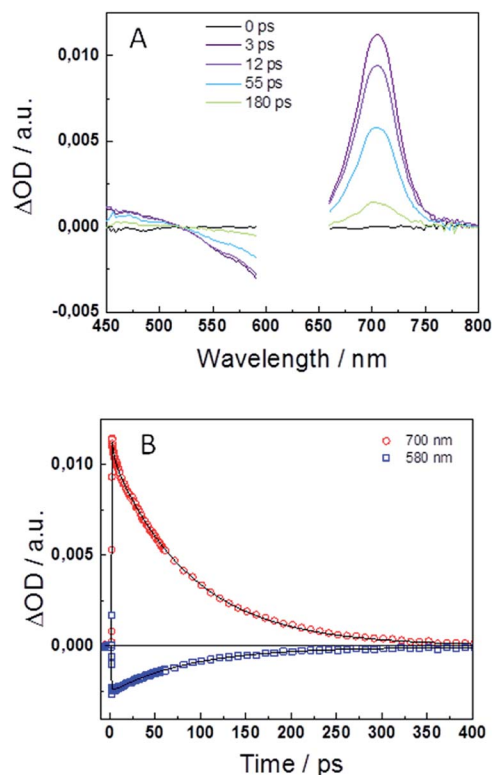 A
0 ps
3 ps
12 ps
55 ps
180 ps
0,010
0,005
0,000
-0,005
ΔOD / a.u.
450 500 550 600 650 700 750 800
Wavelength / nm
B
700 nm
580 nm
0,010
0,005
0,000
ΔOD / a.u.
0 50 100 150 200 250 300 350 400
Time / ps